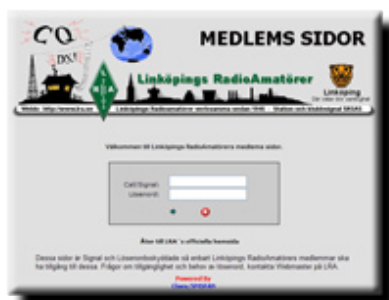 CQ
DX!
MEDLEMS SIDOR
Linköpings RadioAmatörer
Linköping
Välkommen till Linköpings RadioAmatörers medlems sidor.
Call/Signal:
Lösenord:
Åter till LRA´s officiella hemsida
Dessa sidor är Signal och Lösenordsskyddade så enbart Linköpings RadioAmatörers medlemmar ska
ha tillgång till dessa. Frågor om tillgänglighet och behov av lösenord, kontakta Webmaster på LRA.
Powered By